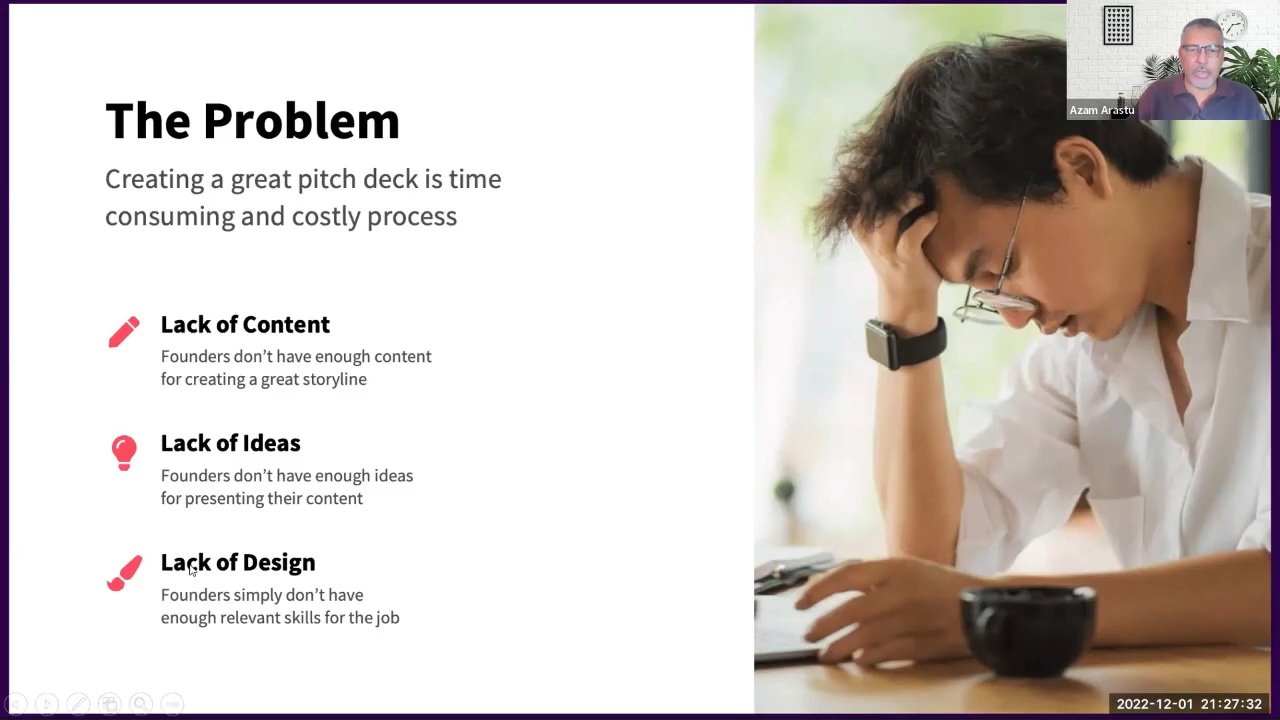 The Problem
Creating a great pitch deck is time
consuming and costly process
Lack of Content
Founders don’t have enough content
for creating a great storyline
Lack of Ideas
Founders don’t have enough ideas
for presenting their content
Lack of Design
Founders simply don’t have
enough relevant skills for the job
Azam Arastu
2022-12-01 21:27:32